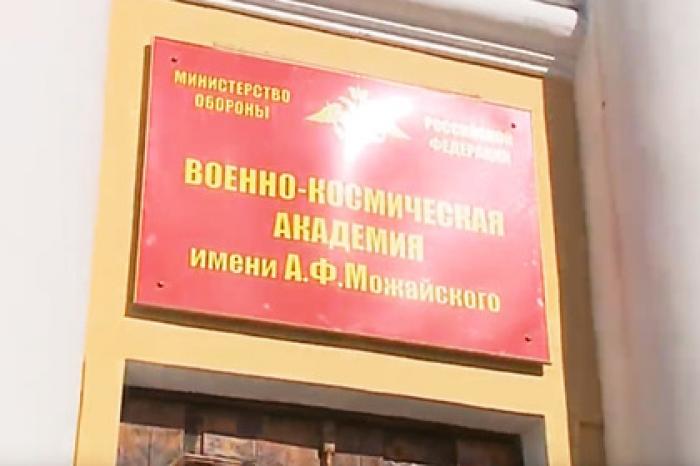 МИНИСТЕРСТВО
ОБОРОНЫ
РОССИЙСКОЙ
ФЕДЕРАЦИИ
ВОЕННО-КОСМИЧЕСКАЯ
АКАДЕМИЯ
имени А.Ф.Можайского